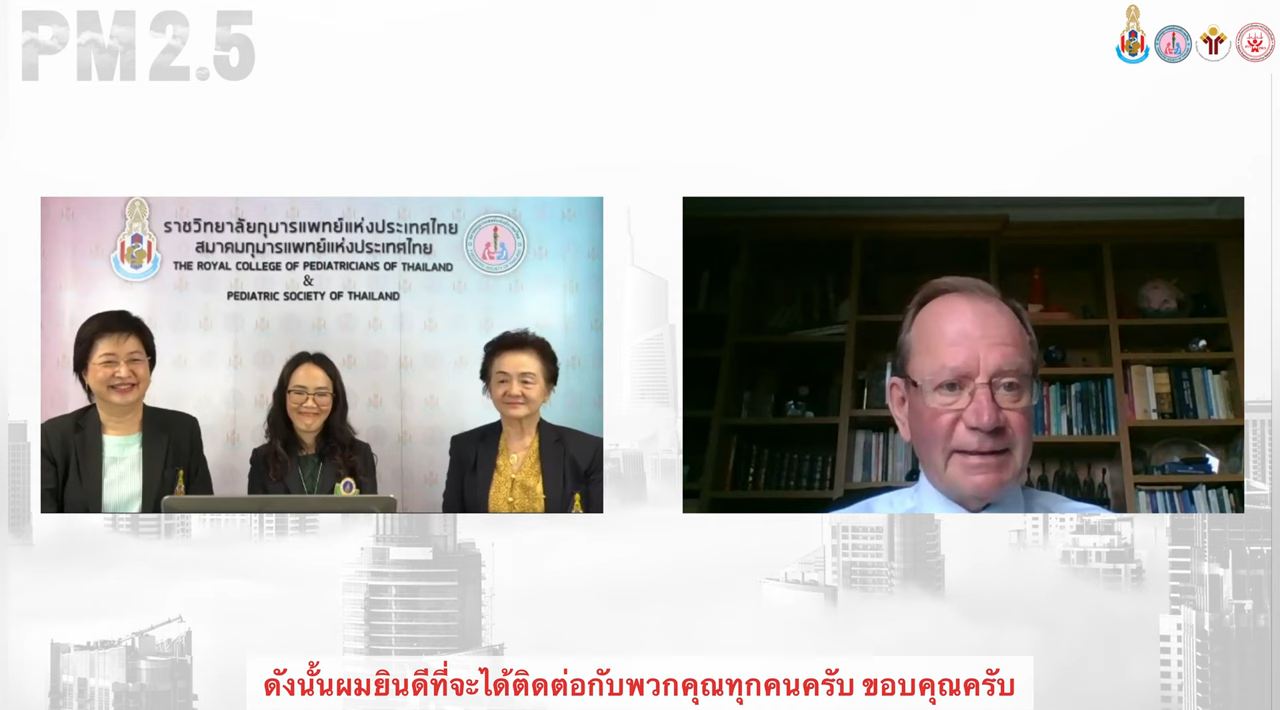 PM2.5
ราชวิทยาลัยกุมารแพทย์แห่งประเทศไทย
สมาคมกุมารแพทย์แห่งประเทศไทย
THE ROYAL COLLEGE OF PEDIATRICIANS OF THAILAND
&
PEDIATRIC SOCIETY OF THAILAND
ดังนั้นผมยินดีที่จะได้ติดต่อกับพวกคุณทุกคนครับ ขอบคุณครับ